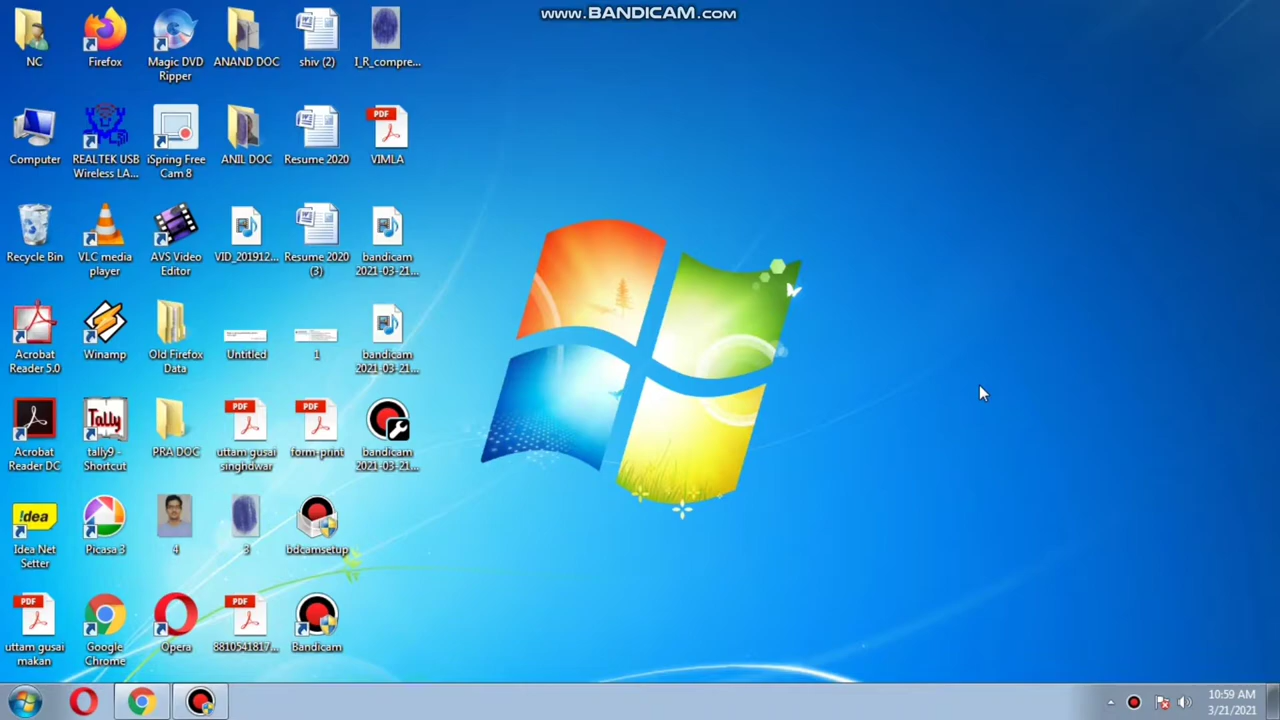 www.BANDICAM.com
NC
Firefox
Magic DVD
Ripper
ANAND DOC
shiv (2)
I_R_compre...
Computer
REALTEK USB
Wireless LA...
iSpring Free
Cam 8
ANIL DOC
Resume 2020
PDF
VIMLA
Recycle Bin
VLC media
player
AVS Video
Editor
VID_201912...
Resume 2020
(3)
bandicam
2021-03-21...
Acrobat
Reader 5.0
Winamp
Old Firefox
Data
Untitled
1
bandicam
2021-03-21...
Acrobat
Reader DC
Tally
tally9 -
Shortcut
PRA DOC
PDF
uttam gusai
singhdwar
PDF
form-print
bandicam
2021-03-21...
!dea
Idea Net
Setter
Picasa 3
4
3
bdcamsetup
PDF
uttam gusai
makan
Google
Chrome
Opera
PDF
8810541817...
Bandicam
10:59 AM
3/21/2021